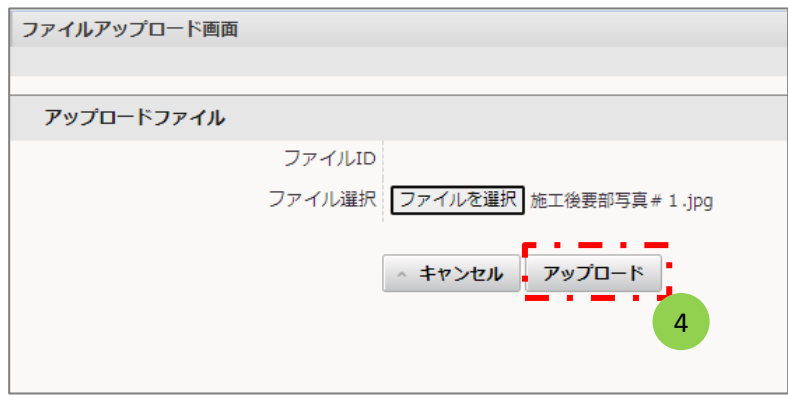 ファイルアップロード画面
アップロードファイル
ファイルID
ファイル選択 ファイルを選択 施工後要部写真#1.jpg
キャンセル アップロード
4